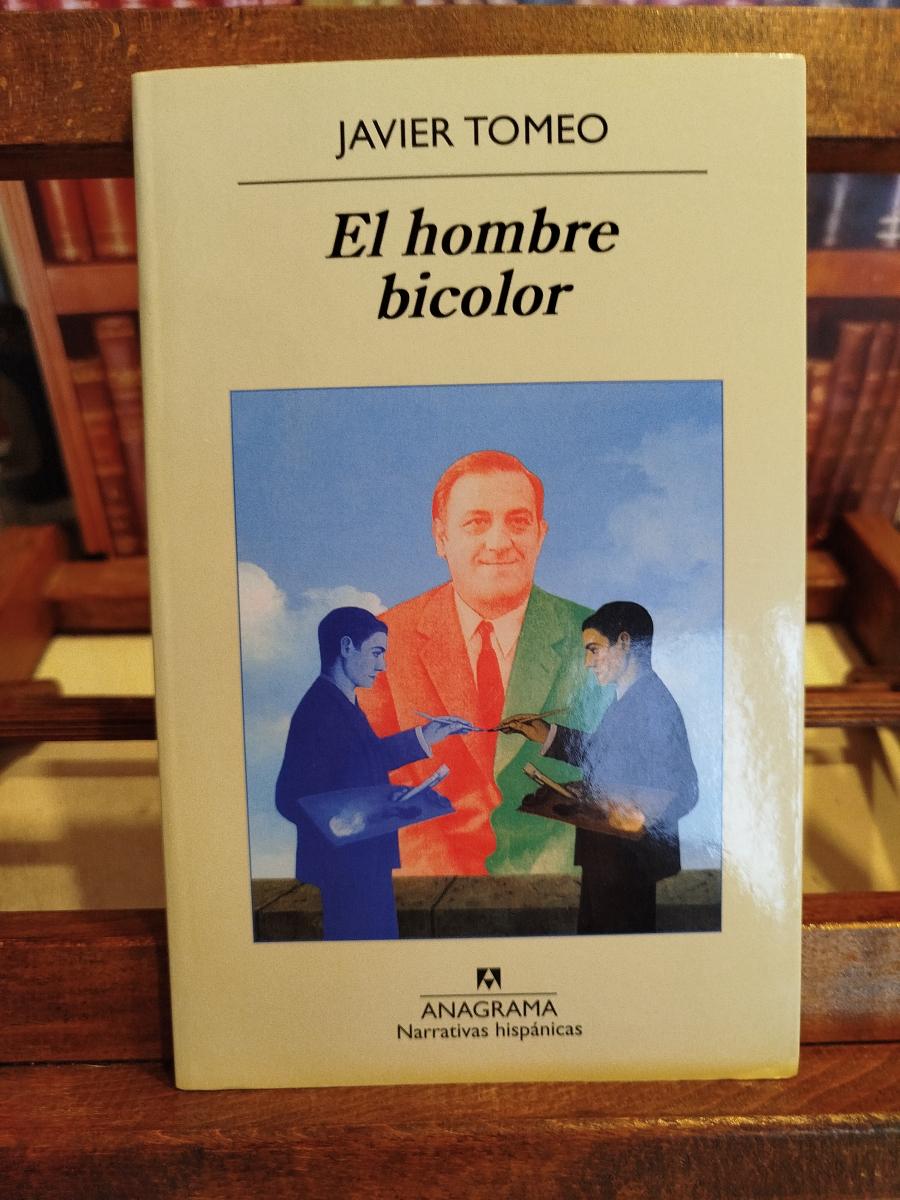 JAVIER TOMEO
El hombre
bicolor
ANAGRAMA
Narrativas hispánicas